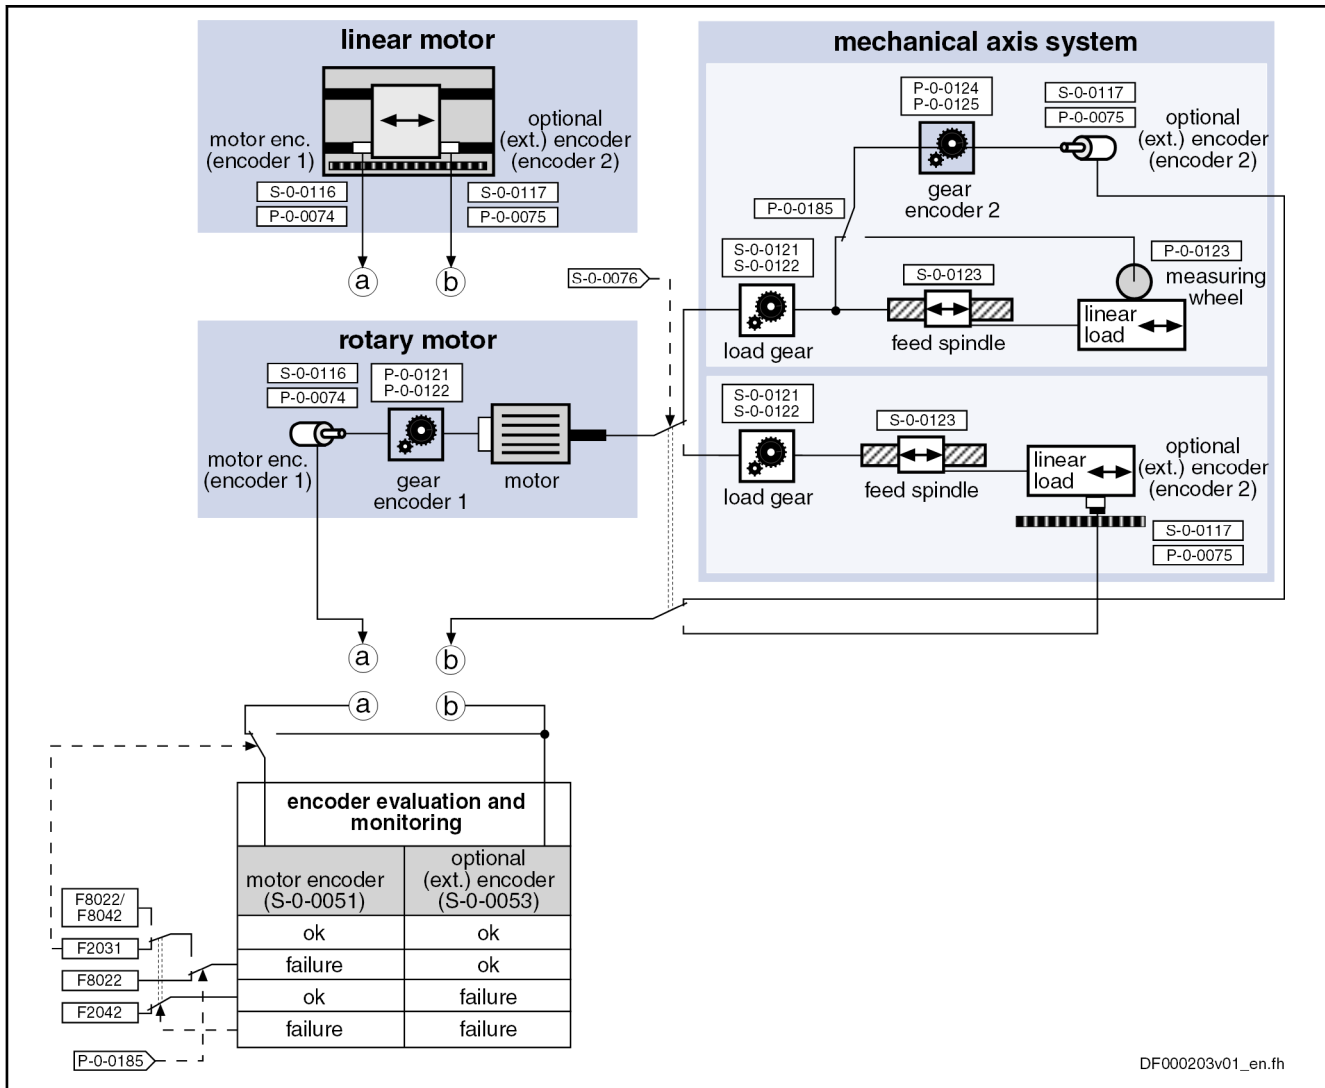 linear motor
motor enc.
(encoder 1)
optional
(ext.) encoder
(encoder 2)
S-0-0116
P-0-0074
S-0-0117
P-0-0075
a
b
rotary motor
S-0-0116
P-0-0074
P-0-0121
P-0-0122
motor enc.
(encoder 1)
gear
encoder 1
motor
S-0-0076
mechanical axis system
P-0-0124
P-0-0125
S-0-0117
P-0-0075
optional
(ext.) encoder
(encoder 2)
gear
encoder 2
P-0-0185
S-0-0121
S-0-0122
load gear
S-0-0123
feed spindle
P-0-0123
measuring
wheel
linear
load
S-0-0121
S-0-0122
load gear
S-0-0123
feed spindle
linear
load
optional
(ext.) encoder
(encoder 2)
S-0-0117
P-0-0075
a
b
a
b
encoder evaluation and
monitoring
motor encoder
(S-0-0051)
optional
(ext.) encoder
(S-0-0053)
ok ok
failure ok
ok failure
failure failure
F8022/
F8042
F2031
F8022
F2042
P-0-0185
DF000203v01_en.fh